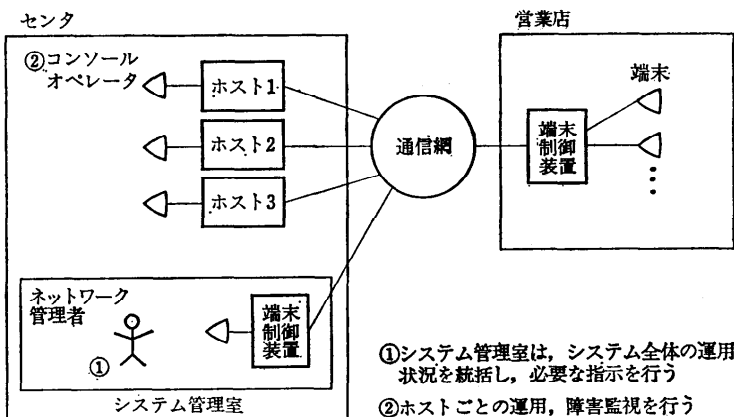 センタ
営業店
②コンソール
オペレータ
ホスト1
ホスト2
ホスト3
通信網
端末
端末
制御
装置
ネットワーク
管理者
①
端末
制御
装置
システム管理室
①システム管理室は,システム全体の運用
状況を統括し,必要な指示を行う
②ホストごとの運用,障害監視を行う